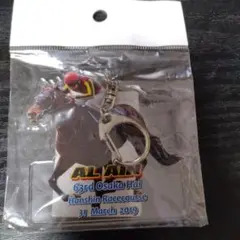 AL AIN
63rd Osaka Hai
Hanshin Racecourse
31 March 2019